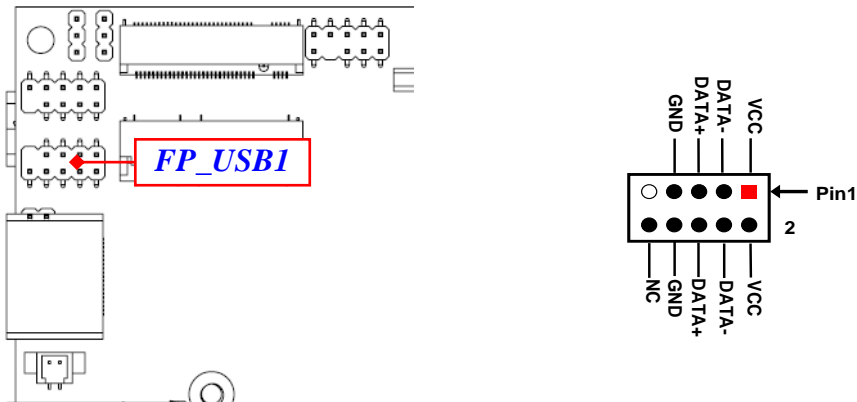 FP_USB1
GND
DATA+
DATA-
VCC
Pin1
2
NC
GND
DATA+
DATA-
VCC